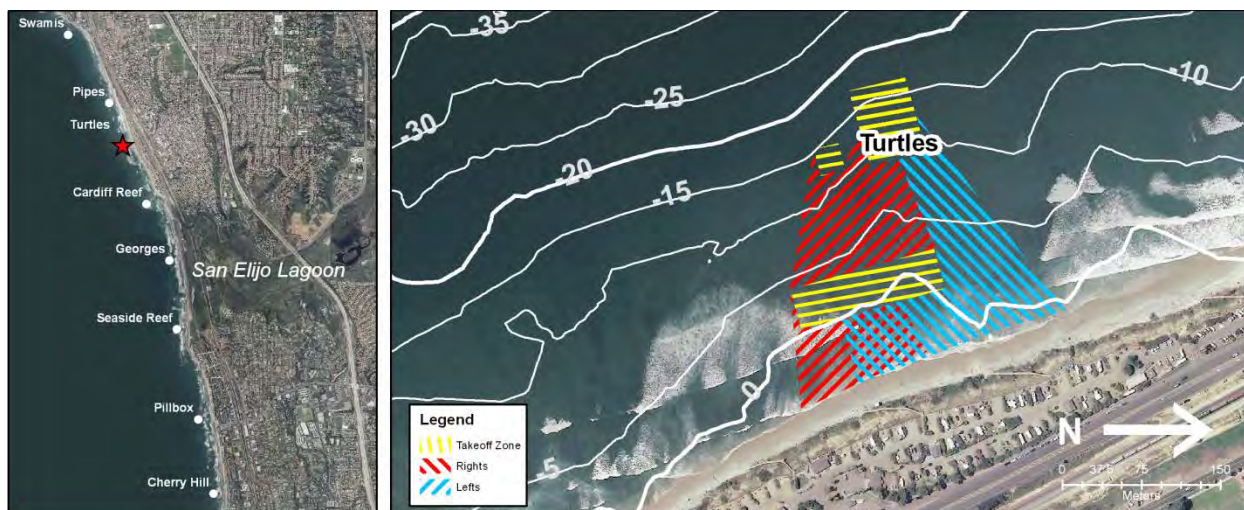 Swamis
Pipes
Turtles
Cardiff Reef
Georges
San Elijo Lagoon
Seaside Reef
Pillbox
Cherry Hill
-35
-30
-25
-20
-15
-10
-5
0
Turtles
Legend
Takeoff Zone
Rights
Lefts
N
0 37.5 75 150
Meters